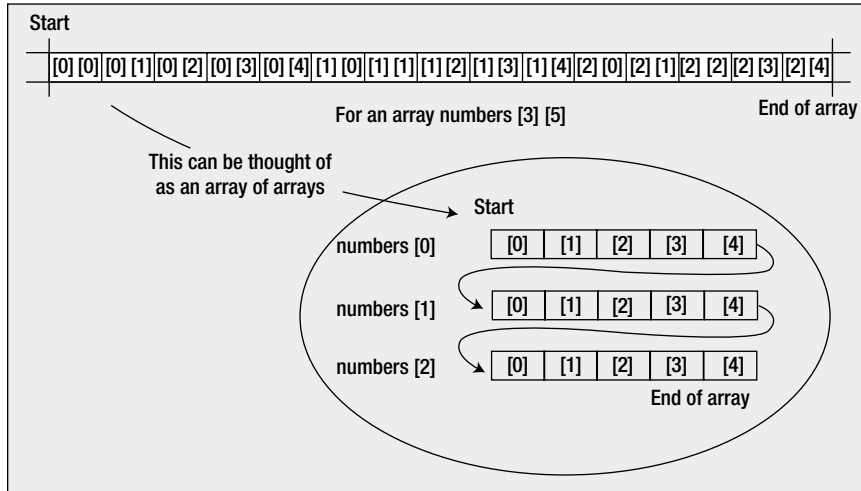 Start
[0] [0] [0] [1] [0] [2] [0] [3] [0] [4] [1] [0] [1] [1] [1] [2] [1] [3] [1] [4] [2] [0] [2] [1] [2] [2] [2] [3] [2] [4]
For an array numbers [3] [5]
End of array
This can be thought of
as an array of arrays
Start
numbers [0] [0] [1] [2] [3] [4]
numbers [1] [0] [1] [2] [3] [4]
numbers [2] [0] [1] [2] [3] [4]
End of array